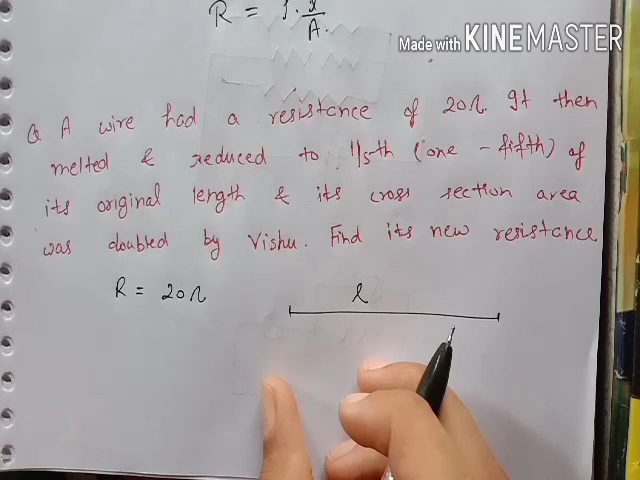 R = ρ. l/A.
Made with KINEMASTER
Q A wire had a resistance of 20Ω. It then
melted & reduced to 1/5th (one - fifth) of
its original length & its cross section area
was doubled by Vishu. Find its new resistance
R = 20Ω
l